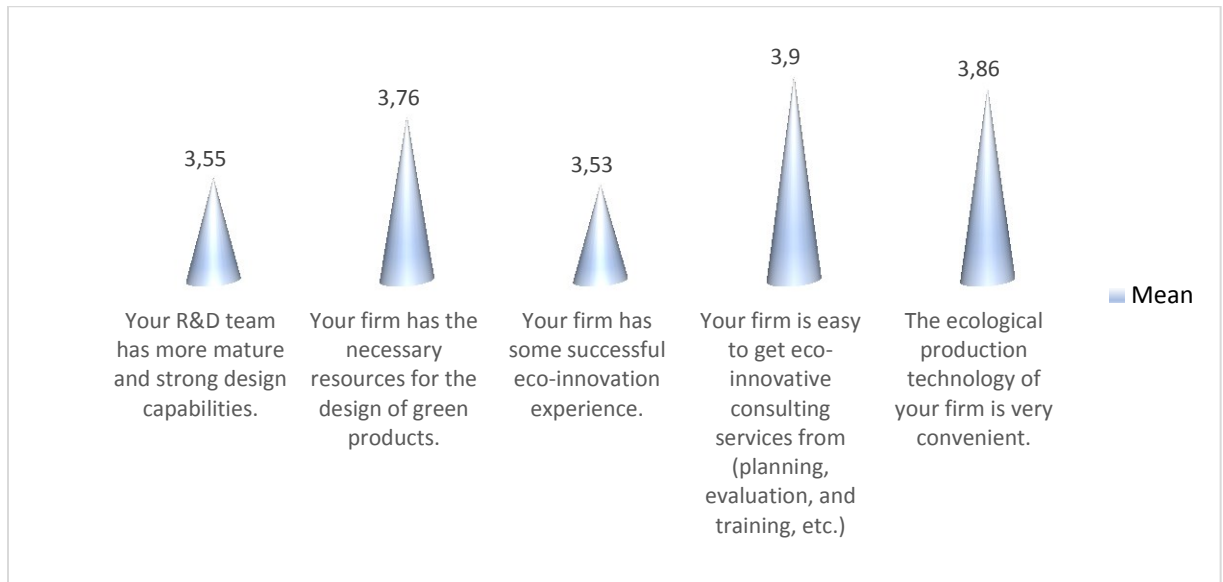 3,55
3,76
3,53
3,9
3,86
Your R&D team
has more mature
and strong design
capabilities.
Your firm has the
necessary
resources for the
design of green
products.
Your firm has
some successful
eco-innovation
experience.
Your firm is easy
to get eco-
innovative
consulting
services from
(planning,
evaluation, and
training, etc.)
The ecological
production
technology of
your firm is very
convenient.
Mean